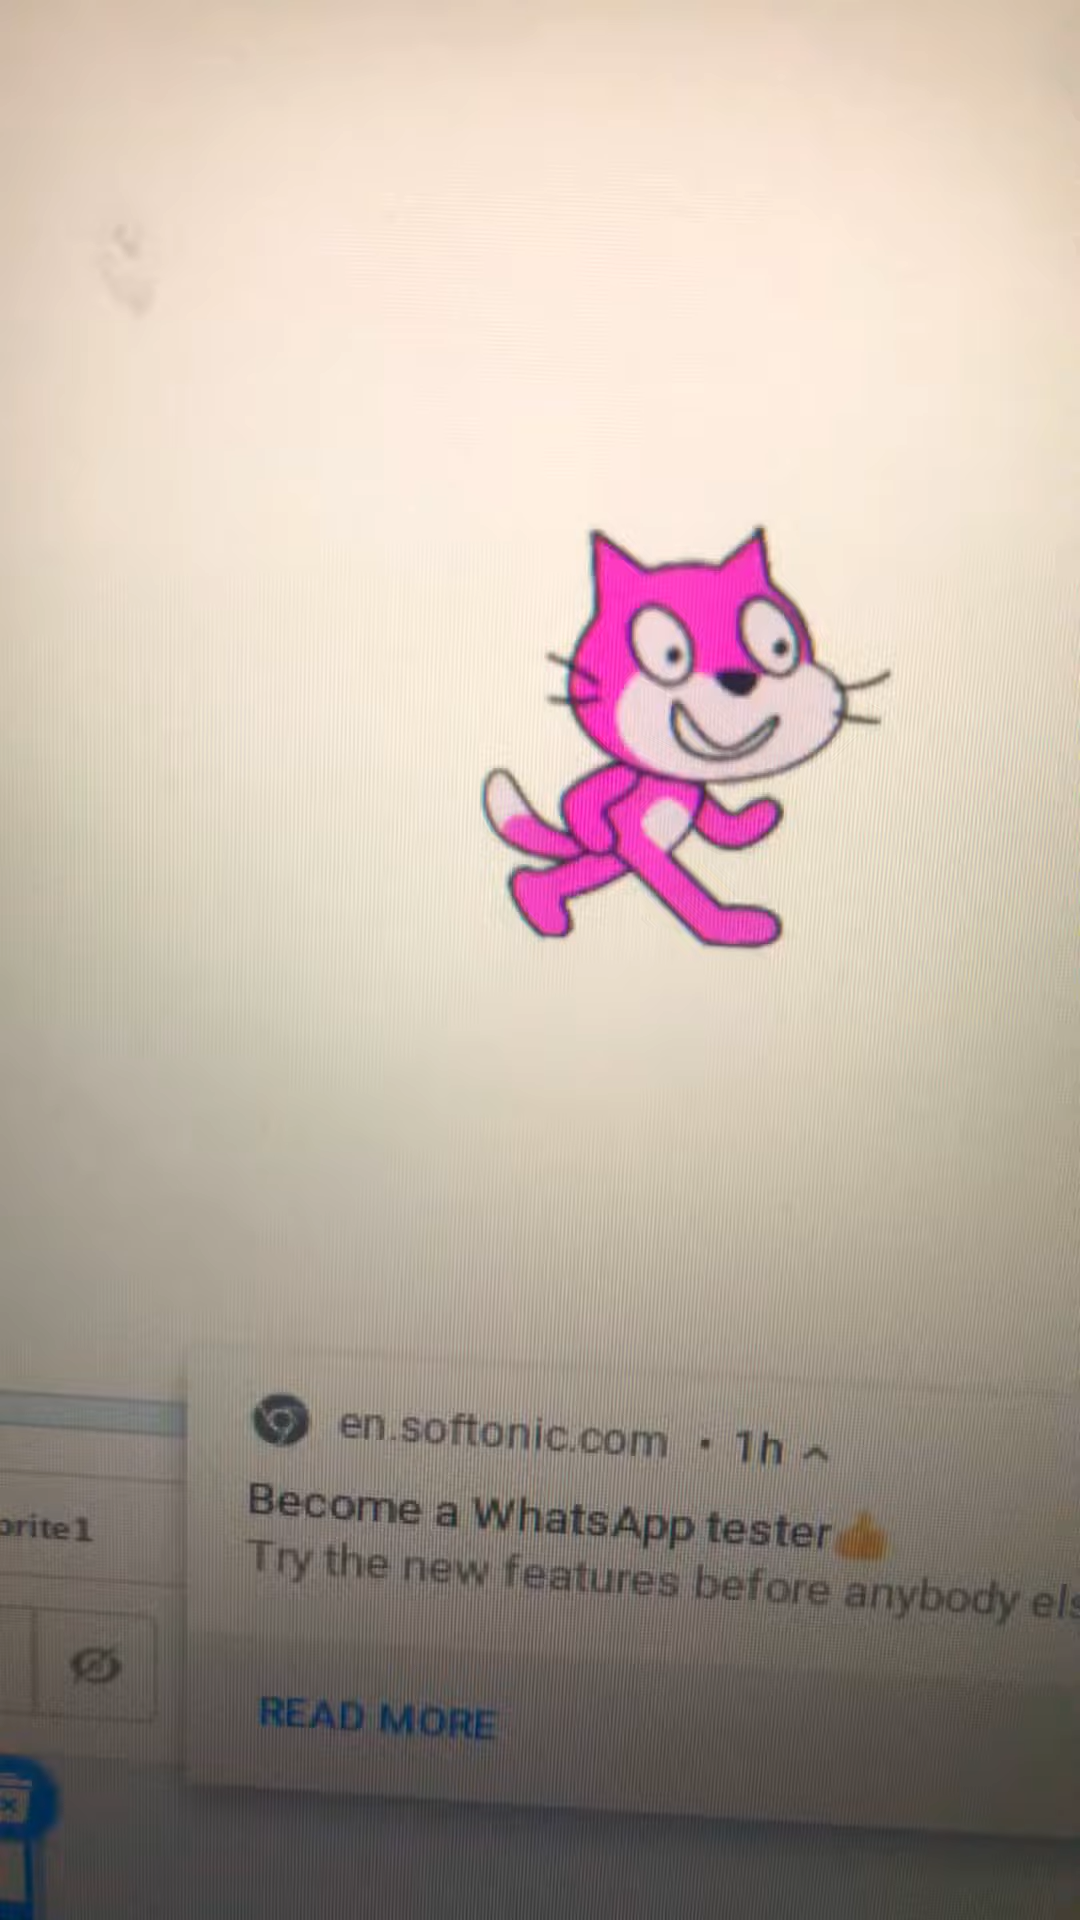 en.softonic.com • 1h
Become a WhatsApp tester👍
Try the new features before anybody els
prite1
READ MORE